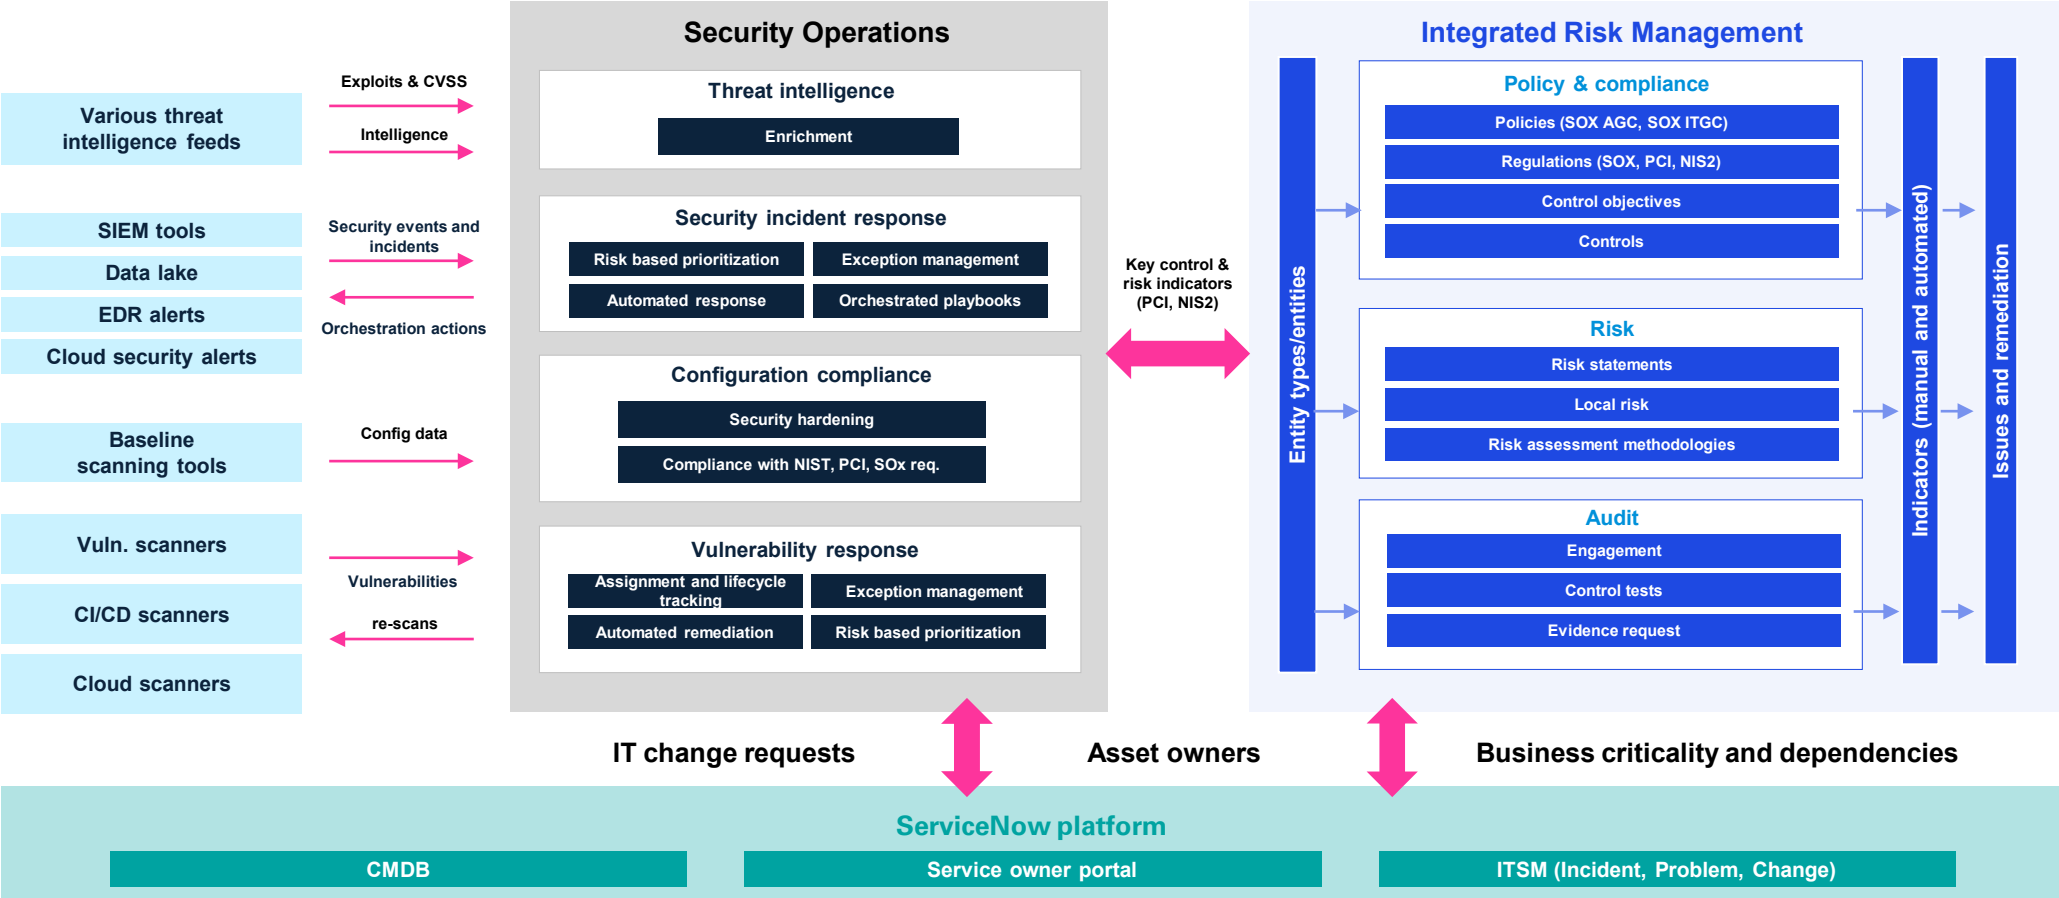 Security Operations
Integrated Risk Management
Various threat
intelligence feeds
SIEM tools
Data lake
EDR alerts
Cloud security alerts
Baseline
scanning tools
Vuln. scanners
CI/CD scanners
Cloud scanners
Exploits & CVSS
Intelligence
Security events and
incidents
Orchestration actions
Config data
Vulnerabilities
re-scans
Threat intelligence
Enrichment
Security incident response
Risk based prioritization
Exception management
Automated response
Orchestrated playbooks
Configuration compliance
Security hardening
Compliance with NIST, PCI, SOx req.
Vulnerability response
Assignment and lifecycle
tracking
Exception management
Automated remediation
Risk based prioritization
Key control &
risk indicators
(PCI, NIS2)
Entity types/entities
Policy & compliance
Policies (SOX AGC, SOX ITGC)
Regulations (SOX, PCI, NIS2)
Control objectives
Controls
Risk
Risk statements
Local risk
Risk assessment methodologies
Audit
Engagement
Control tests
Evidence request
Indicators (manual and automated)
Issues and remediation
IT change requests
Asset owners
Business criticality and dependencies
ServiceNow platform
CMDB
Service owner portal
ITSM (Incident, Problem, Change)